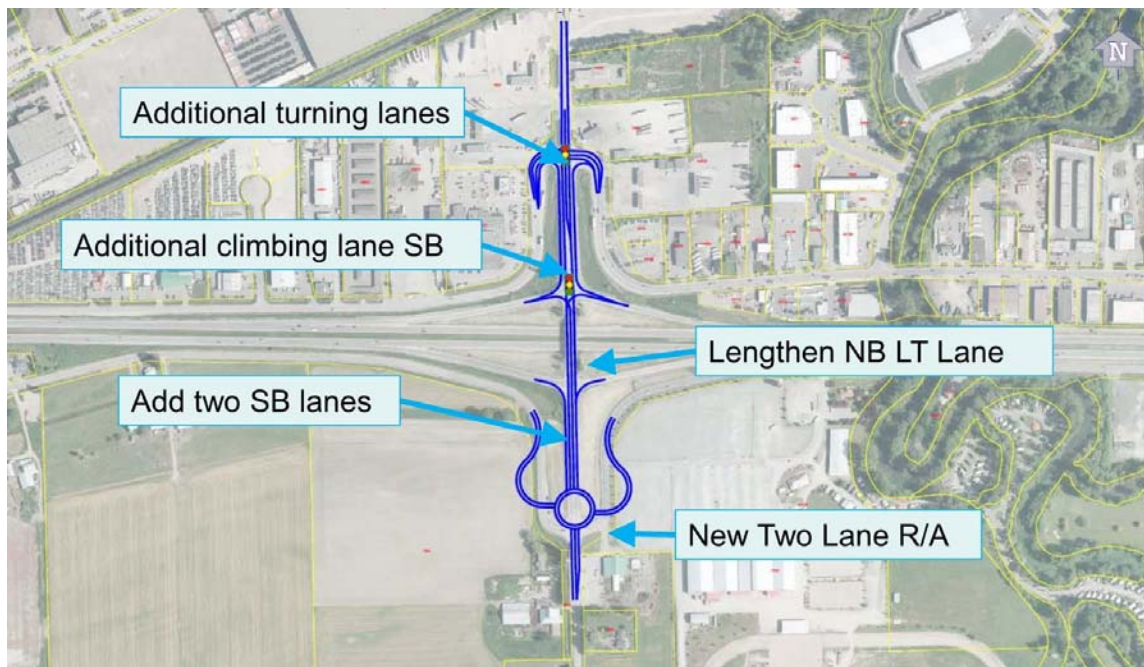 N
Additional turning lanes
Additional climbing lane SB
Lengthen NB LT Lane
Add two SB lanes
New Two Lane R/A